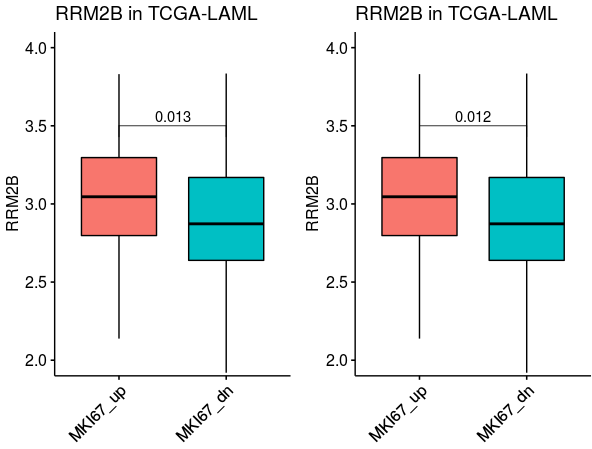 RRM2B in TCGA-LAML
RRM2B
4.0
3.5
3.0
2.5
2.0
0.013
MKI67_up
MKI67_dn
RRM2B in TCGA-LAML
RRM2B
4.0
3.5
3.0
2.5
2.0
0.012
MKI67_up
MKI67_dn